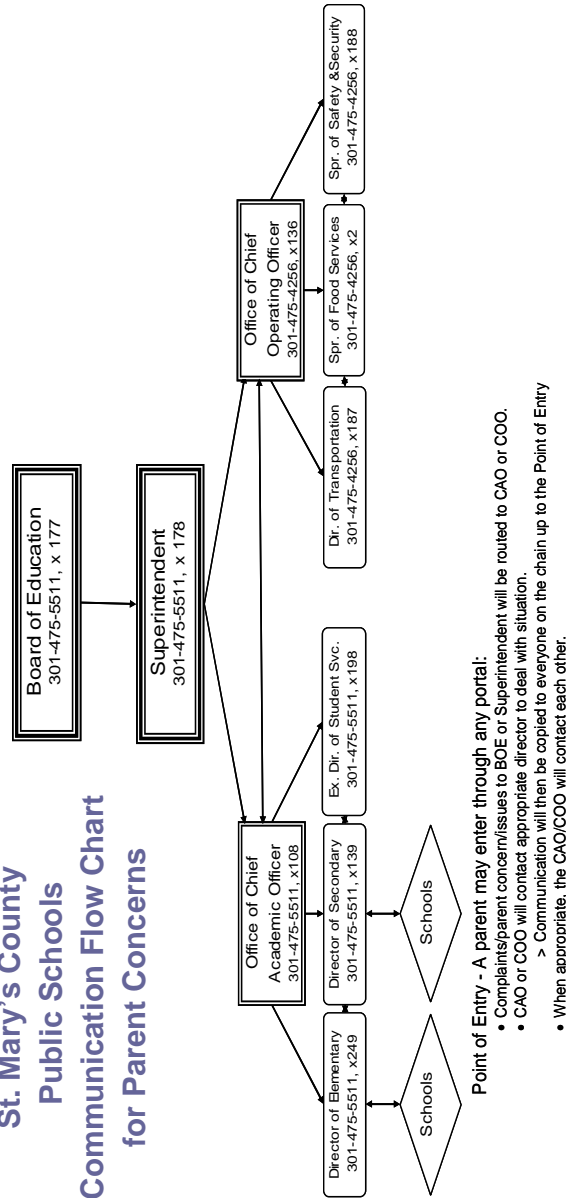 St. Mary's County
Public Schools
Communication Flow Chart
for Parent Concerns
Board of Education
301-475-5511, x 177
Superintendent
301-475-5511, x 178
Office of Chief
Academic Officer
301-475-5511, x108
Office of Chief
Operating Officer
301-475-4256, x136
Director of Elementary
301-475-5511, x249
Director of Secondary
301-475-5511, x139
Ex. Dir. of Student Svc.
301-475-5511, x198
Dir. of Transportation
301-475-4256, x187
Spr. of Food Services
301-475-4256, x2
Spr. of Safety &Security
301-475-4256, x188
Schools
Schools
Point of Entry - A parent may enter through any portal:
• Complaints/parent concern/issues to BOE or Superintendent will be routed to CAO or COO.
• CAO or COO will contact appropriate director to deal with situation.
> Communication will then be copied to everyone on the chain up to the Point of Entry
• When appropriate, the CAO/COO will contact each other.